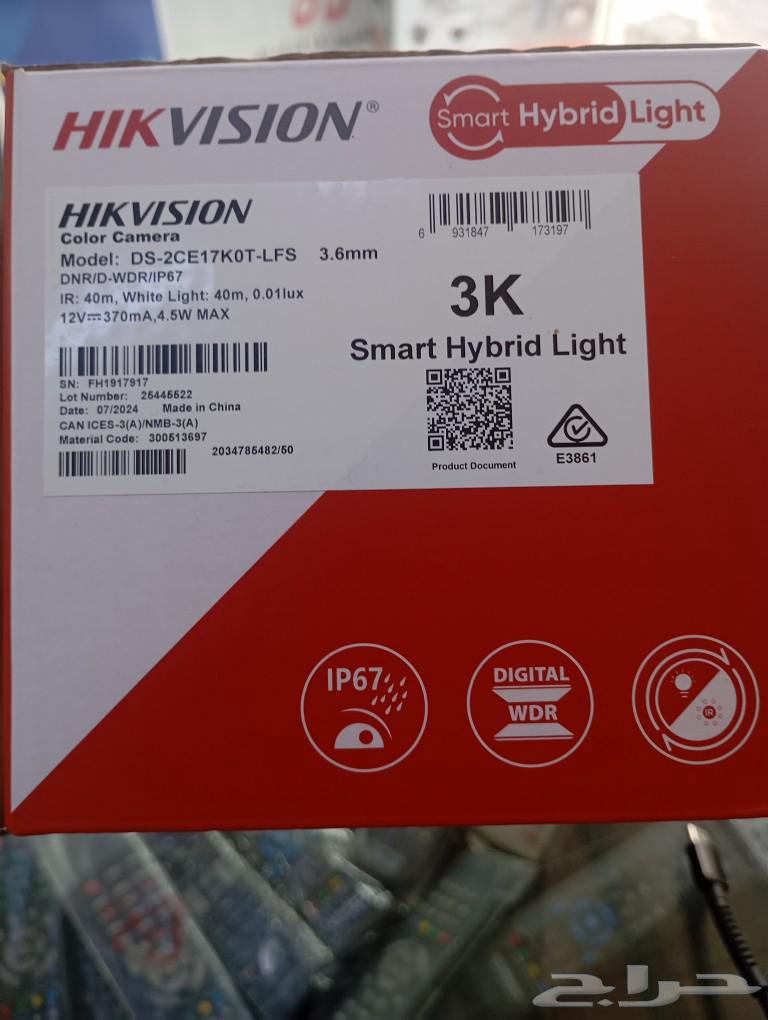 HIKVISION®
Smart Hybrid Light
HIKVISION
Color Camera
Model: DS-2CE17K0T-LFS 3.6mm
DNR/D-WDR/IP67
IR: 40m, White Light: 40m, 0.01lux
12V⎓370mA,4.5W MAX
SN: FH1917917
Lot Number: 25445522
Date: 07/2024 Made in China
CAN ICES-3(A)/NMB-3(A)
Material Code: 300513697
2034785482/50
6 931847 173197
3K
Smart Hybrid Light
Product Document
E3861
IP67
DIGITAL
WDR
IR
حراج